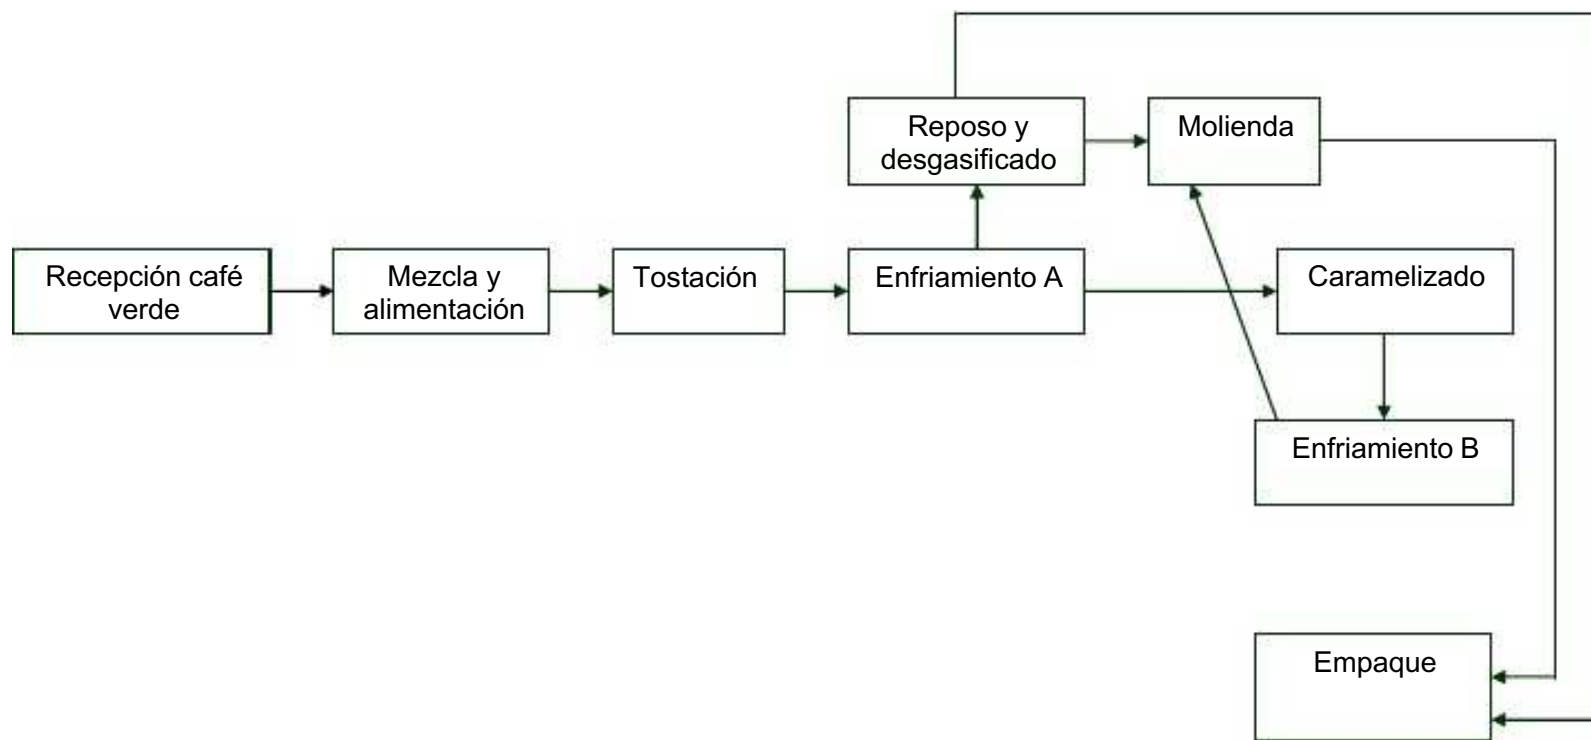 Reposo y
desgasificado
Molienda
Recepción café
verde
Mezcla y
alimentación
Tostación
Enfriamiento A
Caramelizado
Enfriamiento B
Empaque